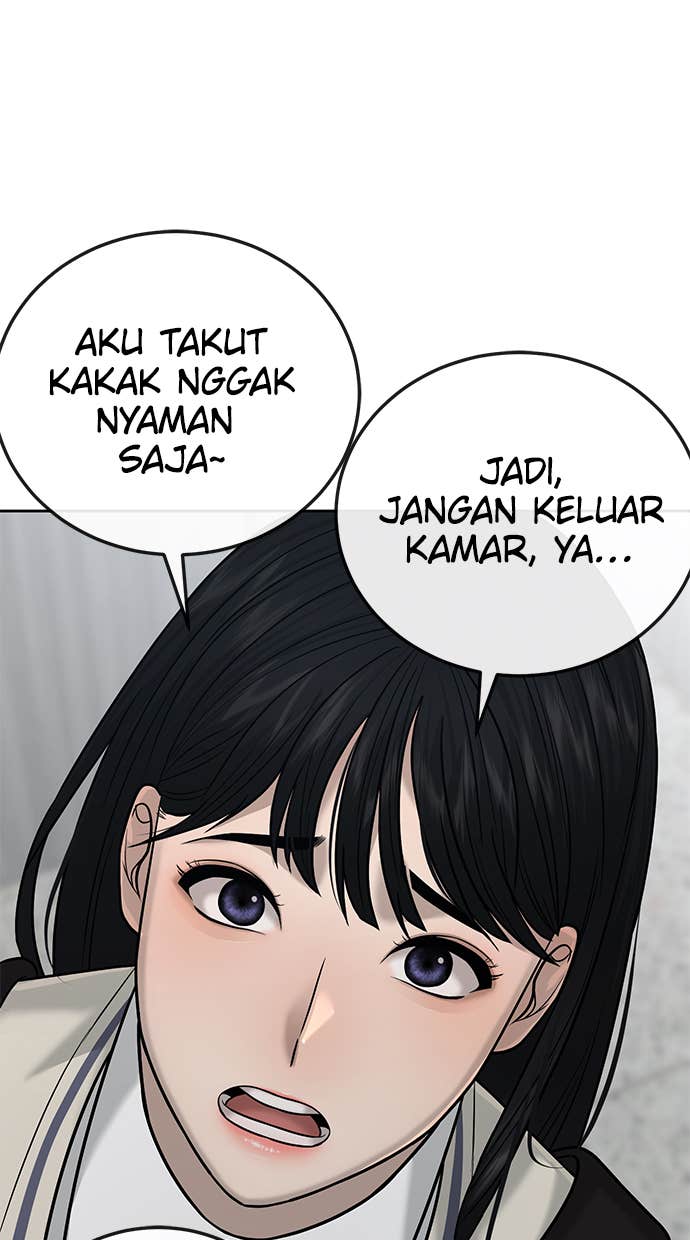 AKU TAKUT
KAKAK NGGAK
NYAMAN
SAJA~
JADI,
JANGAN KELUAR
KAMAR, YA...